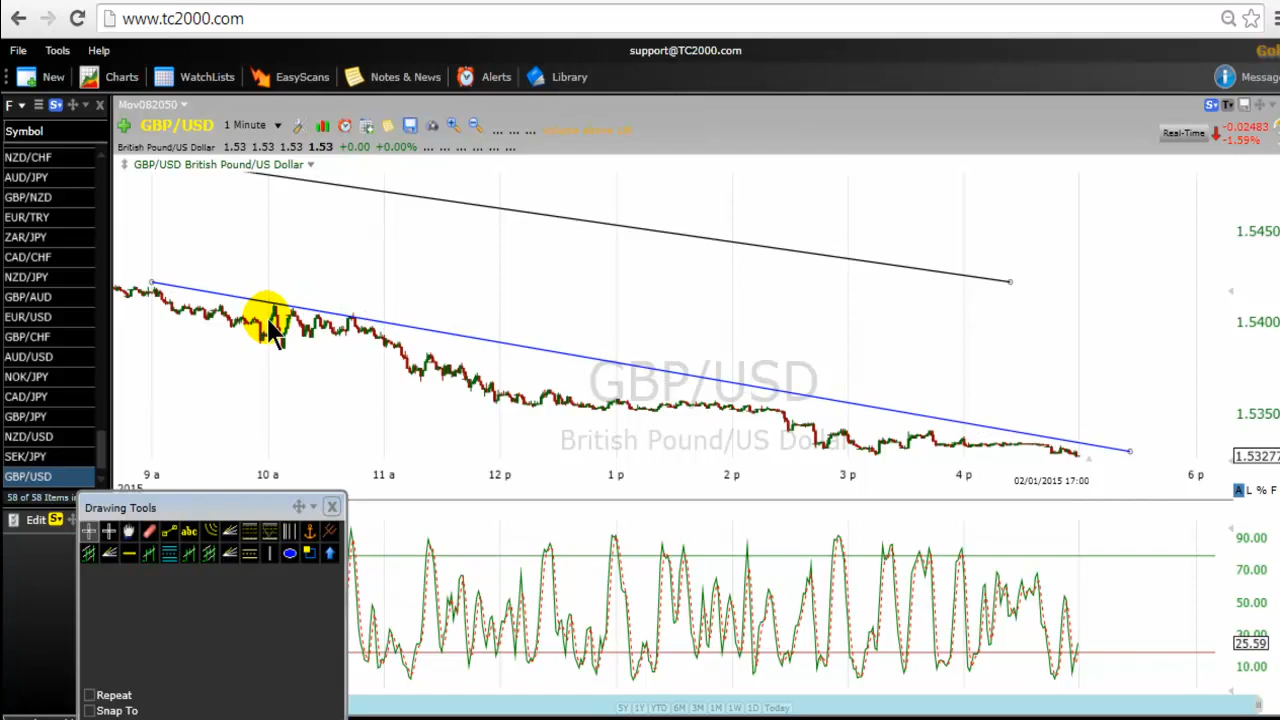 www.tc2000.com
File Tools Help support@TC2000.com
New Charts WatchLists EasyScans Notes & News Alerts Library Messag
F Mov082050
GBP/USD 1 Minute Real-Time -0.02483
-1.59%
British Pound/US Dollar 1.53 1.53 1.53 1.53 +0.00 +0.00% ... ... ... ... ... ...
GBP/USD British Pound/US Dollar
Symbol
NZD/CHF
AUD/JPY
GBP/NZD
EUR/TRY
ZAR/JPY
CAD/CHF
NZD/JPY
GBP/AUD
EUR/USD
GBP/CHF
AUD/USD
NOK/JPY
CAD/JPY
GBP/JPY
NZD/USD
SEK/JPY
GBP/USD
58 of 58 Items in
Edit
GBP/USD
British Pound/US Dollar
1.5450
1.5400
1.5350
1.53277
9 a 10 a 11 a 12 p 1 p 2 p 3 p 4 p 6 p
2015 02/01/2015 17:00
A L % F
Drawing Tools
abc
Repeat
Snap To
90.00
70.00
50.00
30.00
25.59
10.00
5Y 1Y YTD 6M 3M 1M 1W 1D Today